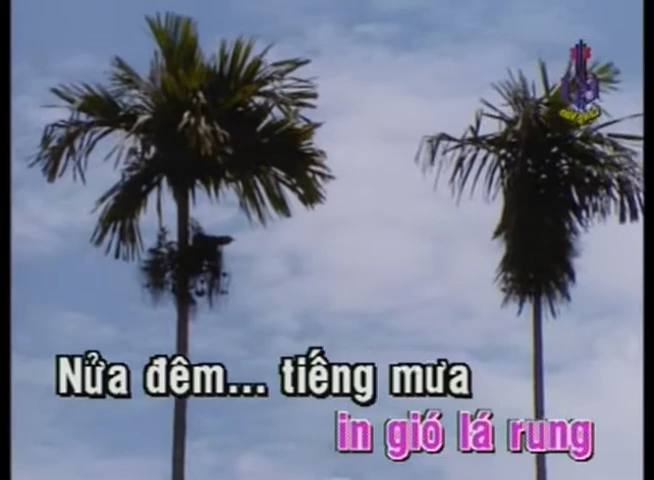 Nửa đêm... tiếng mưa
in gió lá rung